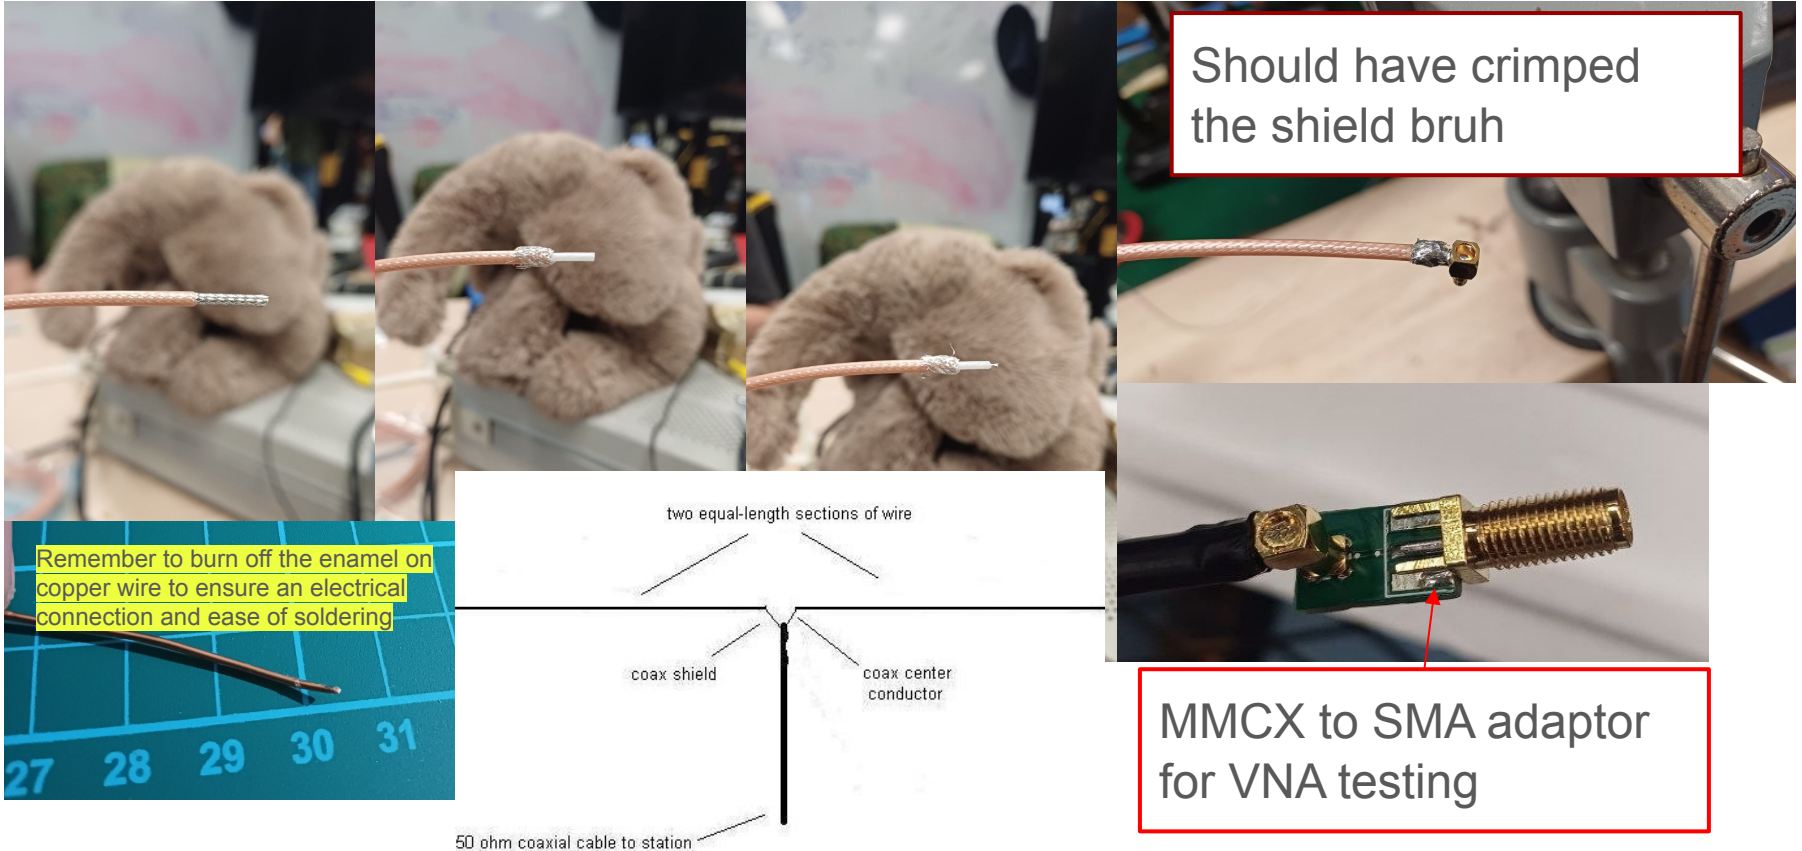 Should have crimped
the shield bruh
Remember to burn off the enamel on
copper wire to ensure an electrical
connection and ease of soldering
27 28 29 30 31
two equal-length sections of wire
coax shield
coax center
conductor
50 ohm coaxial cable to station
MMCX to SMA adaptor
for VNA testing